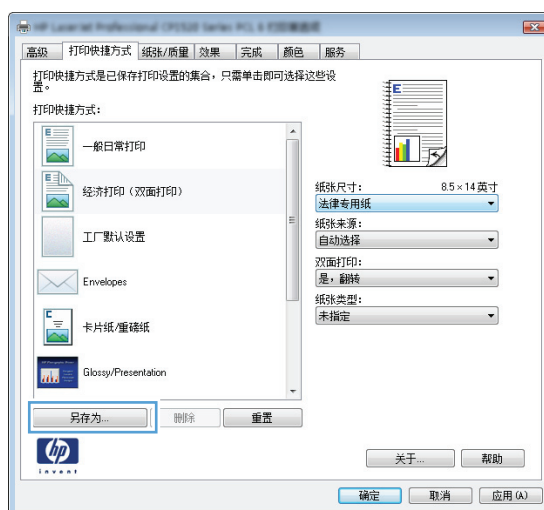 高级 打印快捷方式 纸张/质量 效果 完成 颜色 服务
打印快捷方式是已保存打印设置的集合，只需单击即可选择这些设
置。
打印快捷方式：
一般日常打印
经济打印（双面打印）
工厂默认设置
Envelopes
卡片纸/重磅纸
Glossy/Presentation
另存为... 删除 重置
E
纸张尺寸： 8.5×14 英寸
法律专用纸
纸张来源：
自动选择
双面打印：
是，翻转
纸张类型：
未指定
hp
invent
关于... 帮助
确定 取消 应用(A)